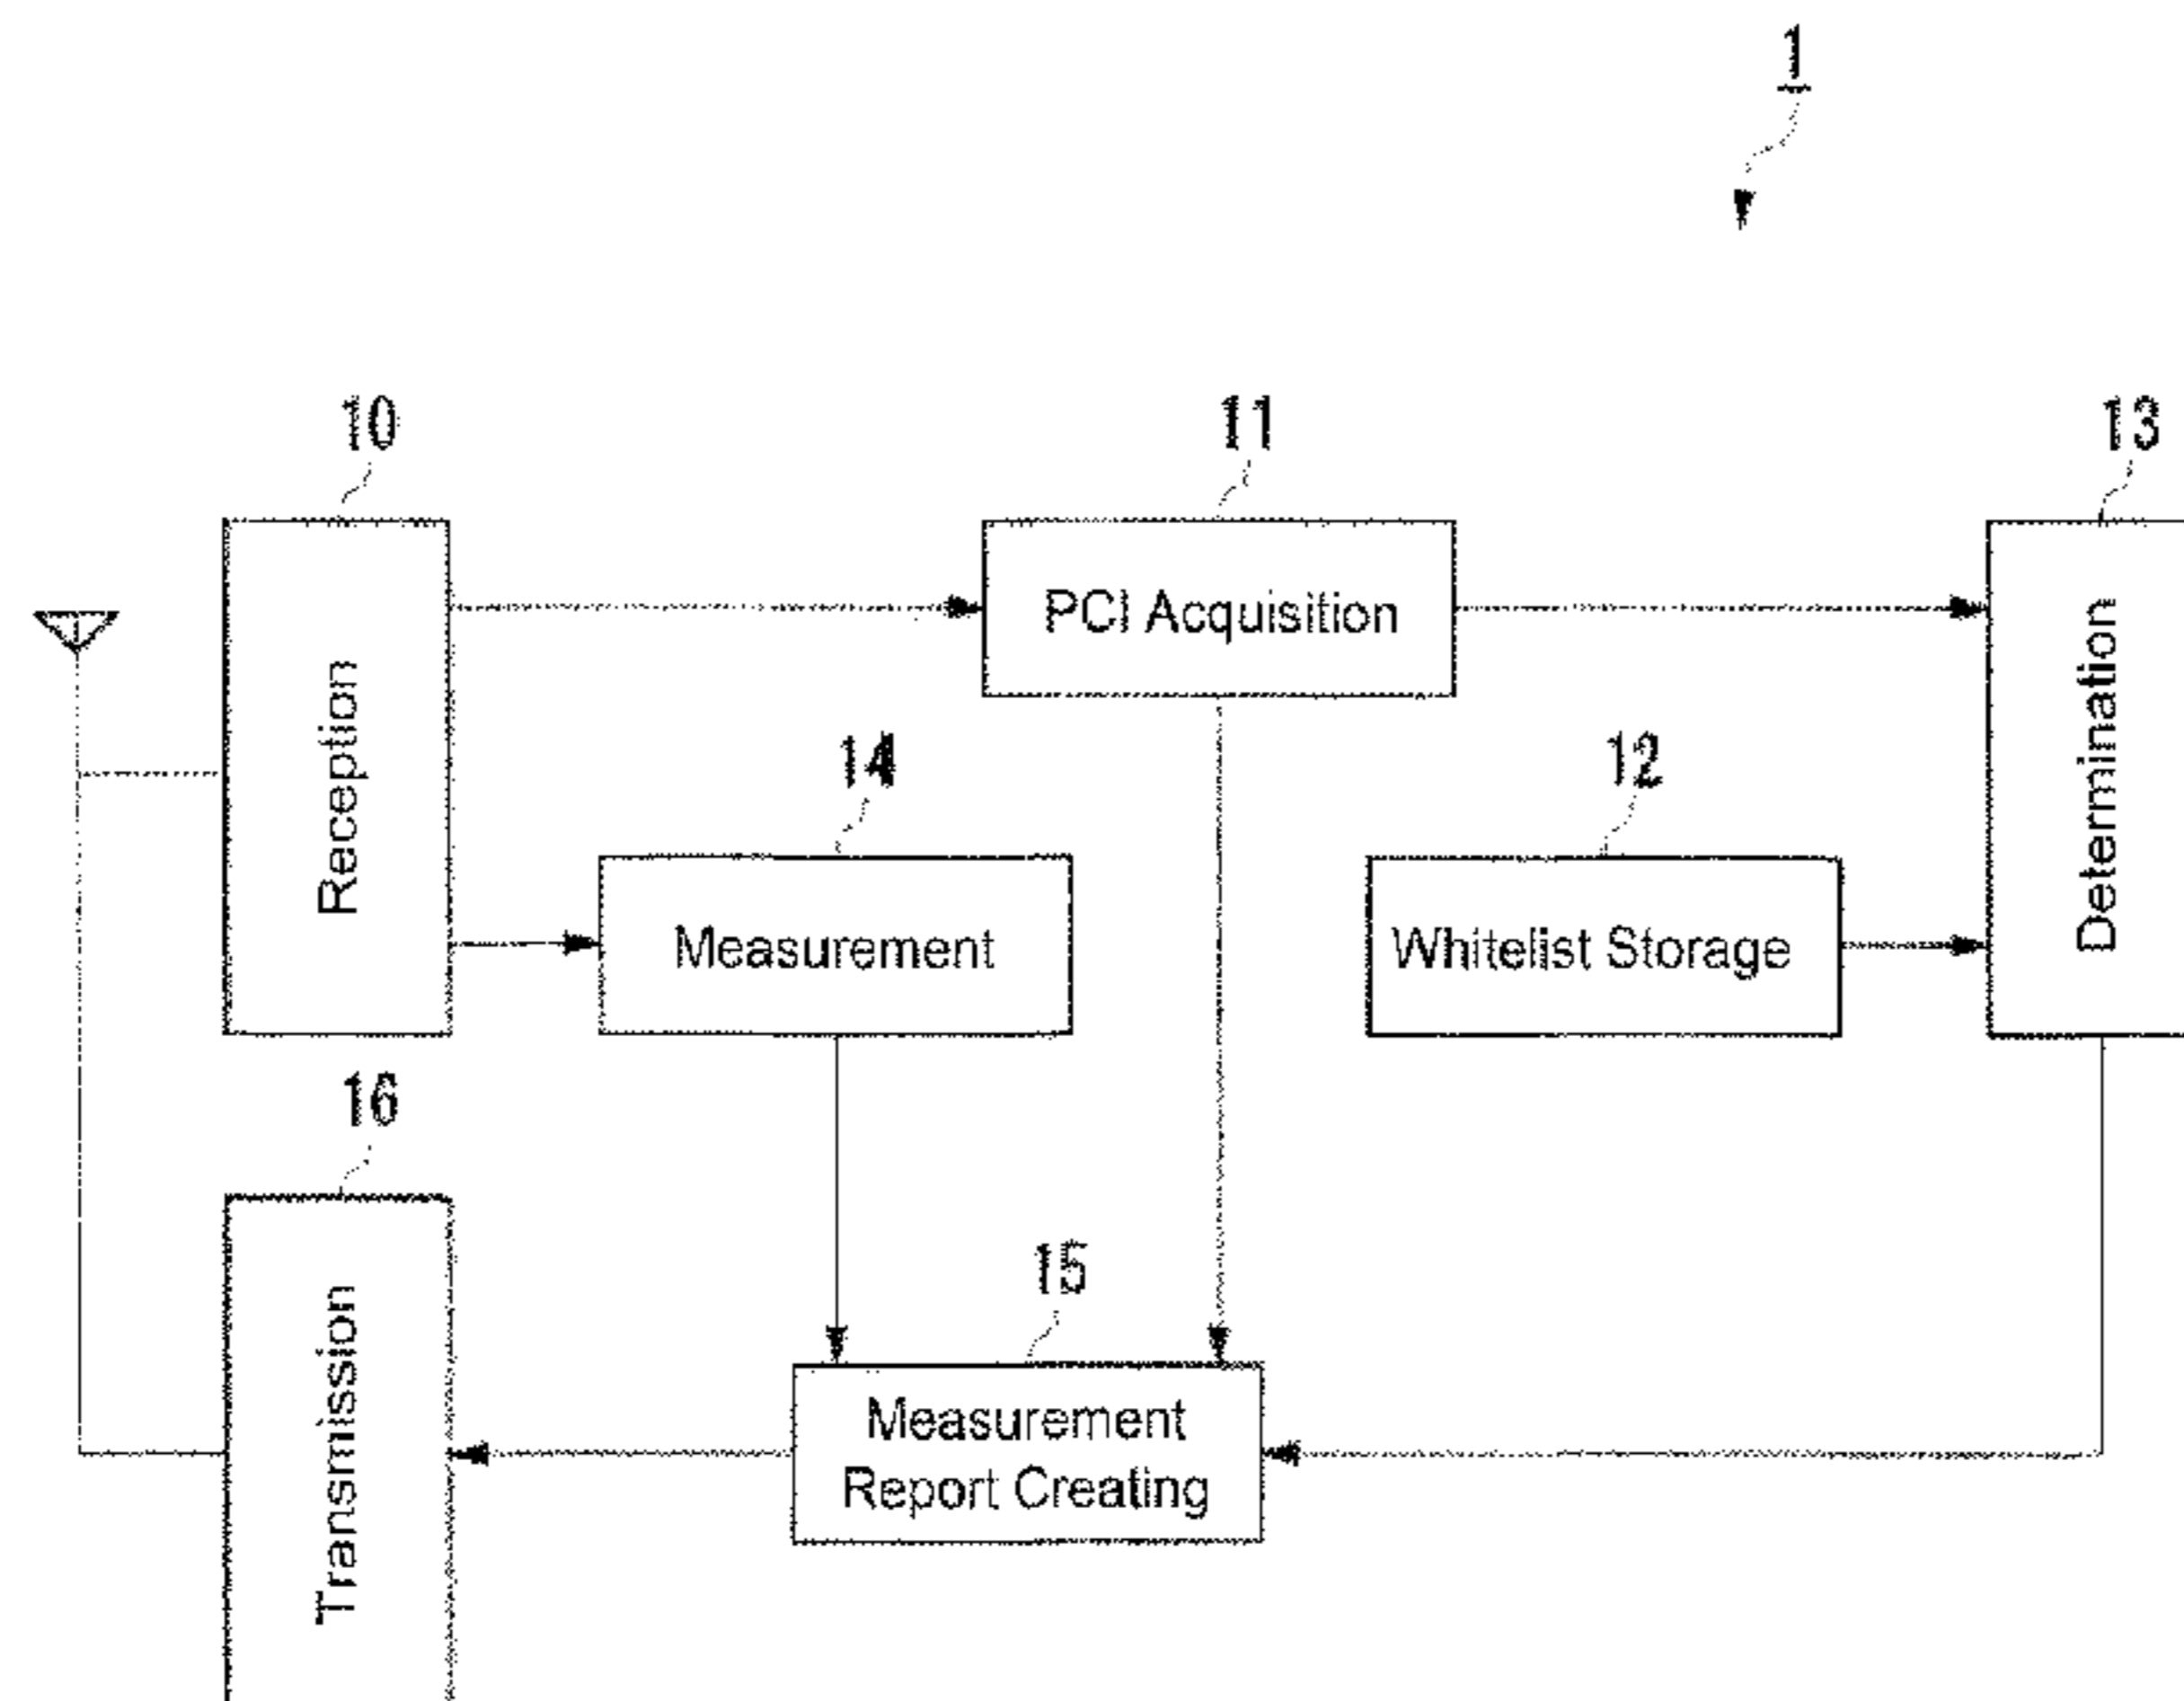 1
10
11
13
Reception
PCI Acquisition
Determination
14
12
Measurement
Whitelist Storage
16
15
Transmission
Measurement
Report Creating